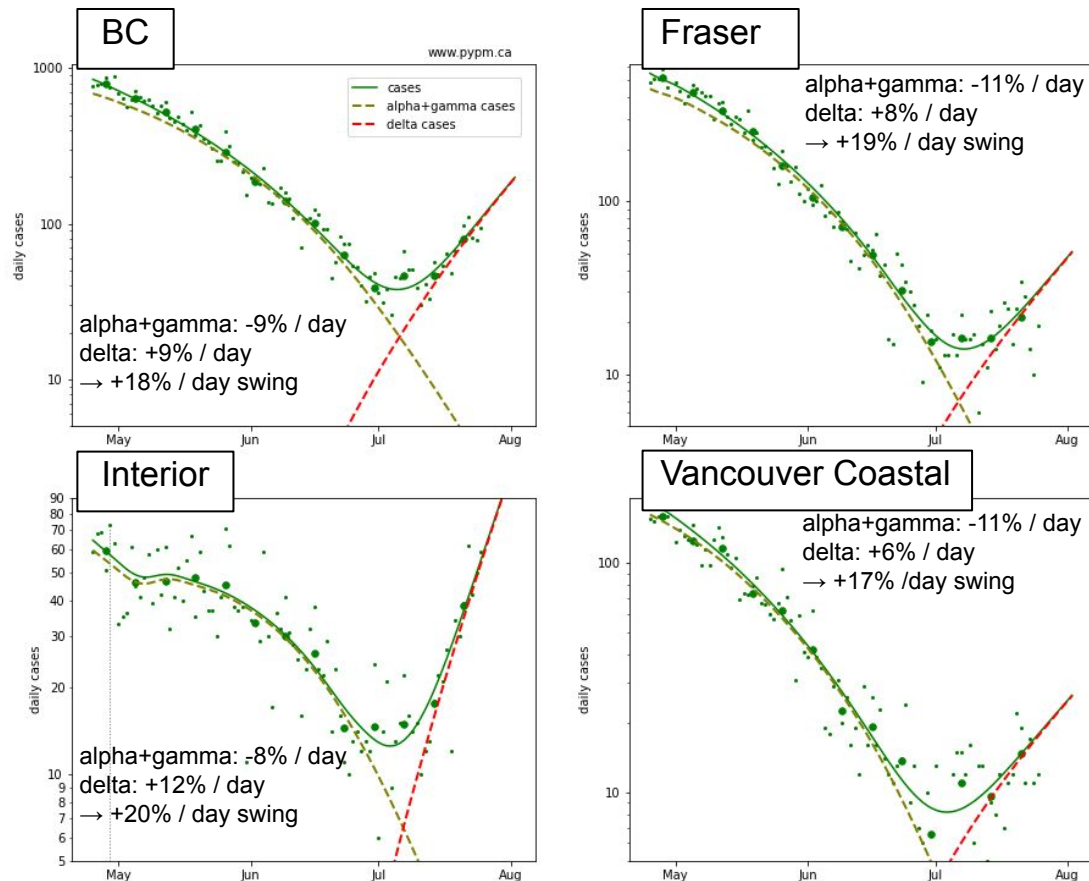 BC
www.pypm.ca
cases
alpha+gamma cases
delta cases
1000
100
10
daily cases
alpha+gamma: -9% / day
delta: +9% / day
→ +18% / day swing
May Jun Jul Aug
Fraser
alpha+gamma: -11% / day
delta: +8% / day
→ +19% / day swing
100
10
daily cases
May Jun Jul Aug
Interior
90
80
70
60
50
40
30
20
10
9
8
7
6
5
daily cases
alpha+gamma: -8% / day
delta: +12% / day
→ +20% / day swing
May Jun Jul Aug
Vancouver Coastal
alpha+gamma: -11% / day
delta: +6% / day
→ +17% /day swing
100
10
daily cases
May Jun Jul Aug